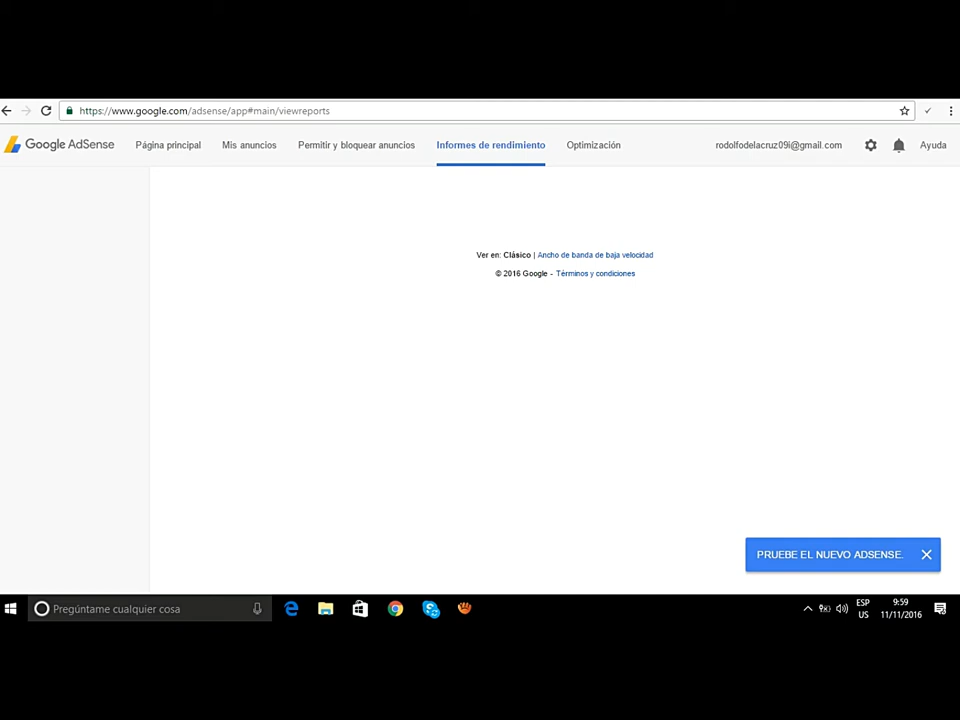 https://www.google.com/adsense/app#main/viewreports
Google AdSense Página principal Mis anuncios Permitir y bloquear anuncios Informes de rendimiento Optimización rodolfodelacruz09i@gmail.com Ayuda
Ver en: Clásico | Ancho de banda de baja velocidad
© 2016 Google - Términos y condiciones
PRUEBE EL NUEVO ADSENSE.
Pregúntame cualquier cosa
ESP 9:59
US 11/11/2016